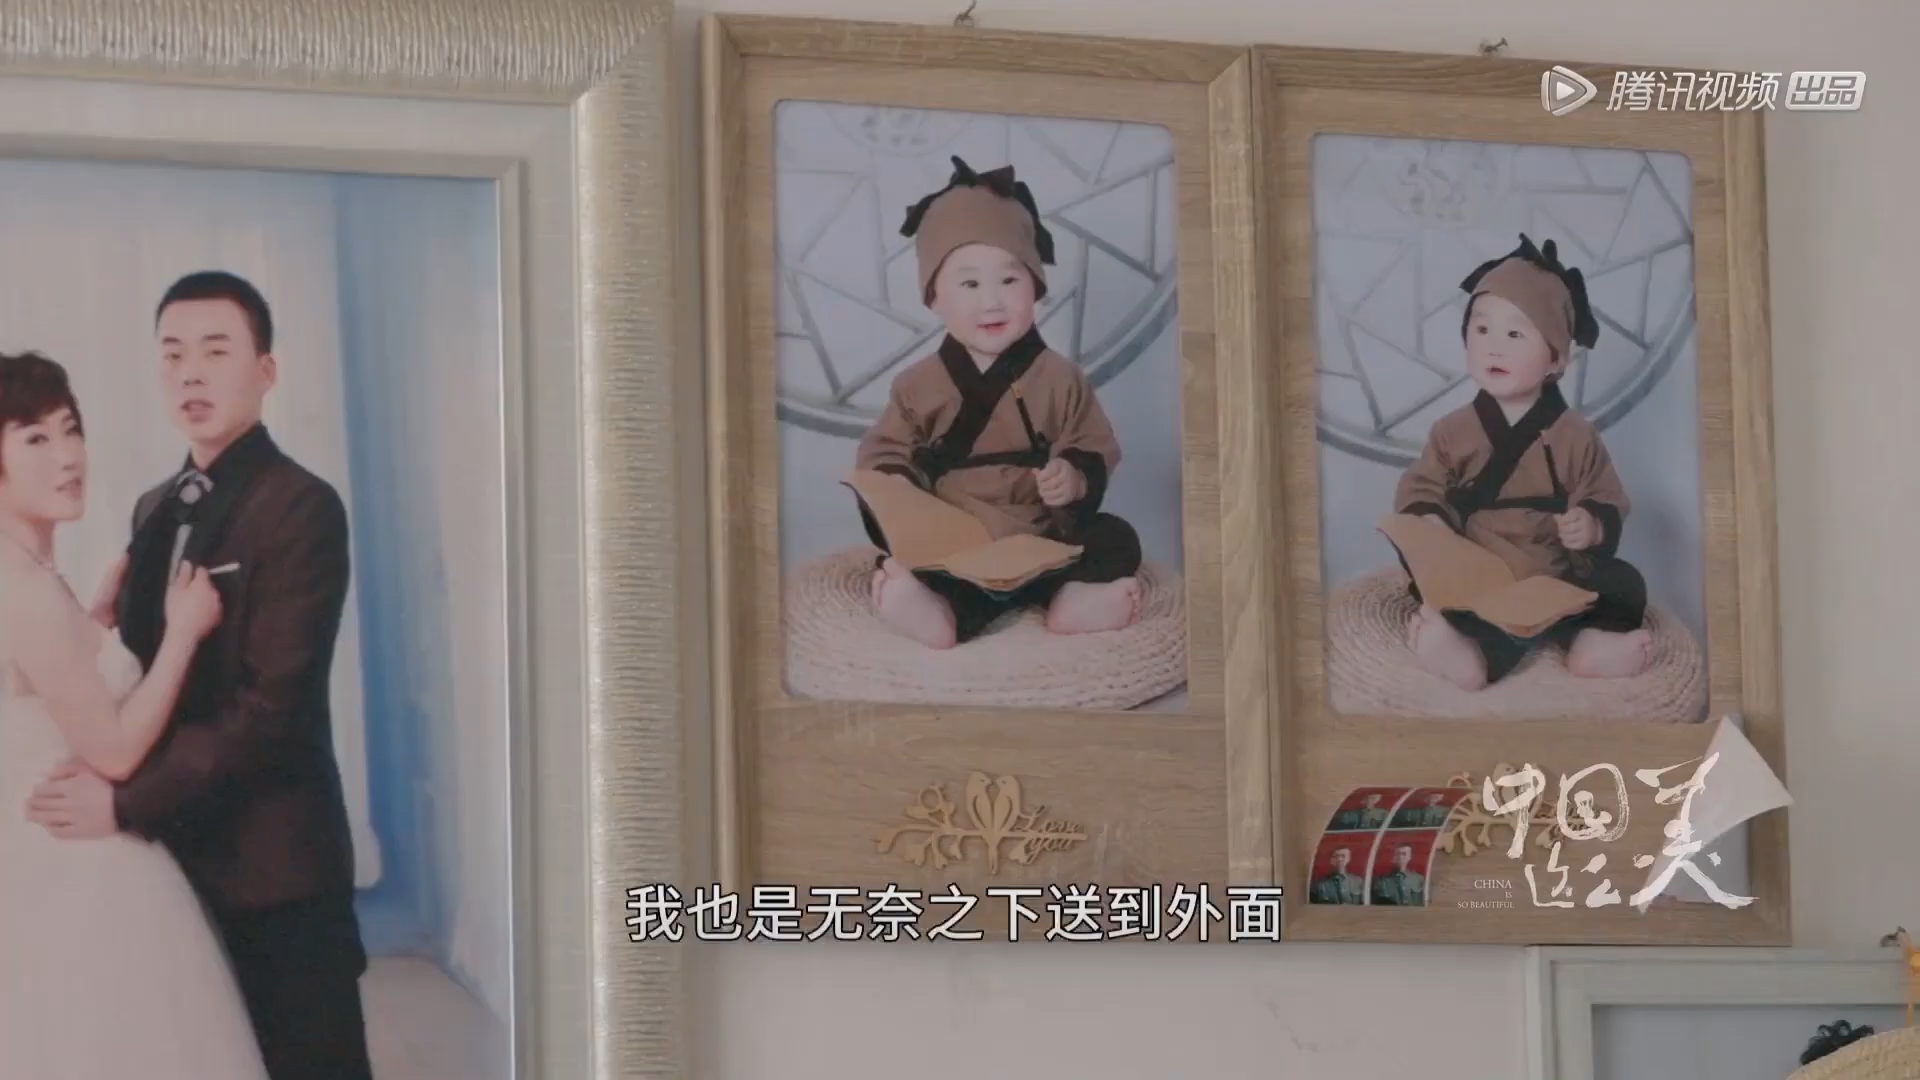 腾讯视频 出品
Love
you
中国
这么美
CHINA
IS
SO BEAUTIFUL
我也是无奈之下送到外面